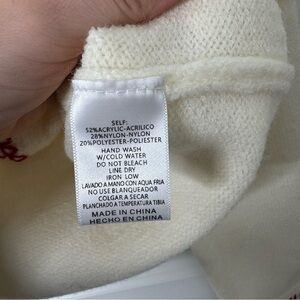 SELF:
52%ACRYLIC-ACRILICO
28%NYLON-NYLON
20%POLYESTER-POLIESTER
HAND WASH
W/COLD WATER
DO NOT BLEACH
LINE DRY
IRON LOW
LAVADO A MANO CON AQUA FRIA
NO USE BLANQUEADOR
COLGAR A SECAR
PLANCHADO A TEMPERATURA TIBIA
MADE IN CHINA
HECHO EN CHINA